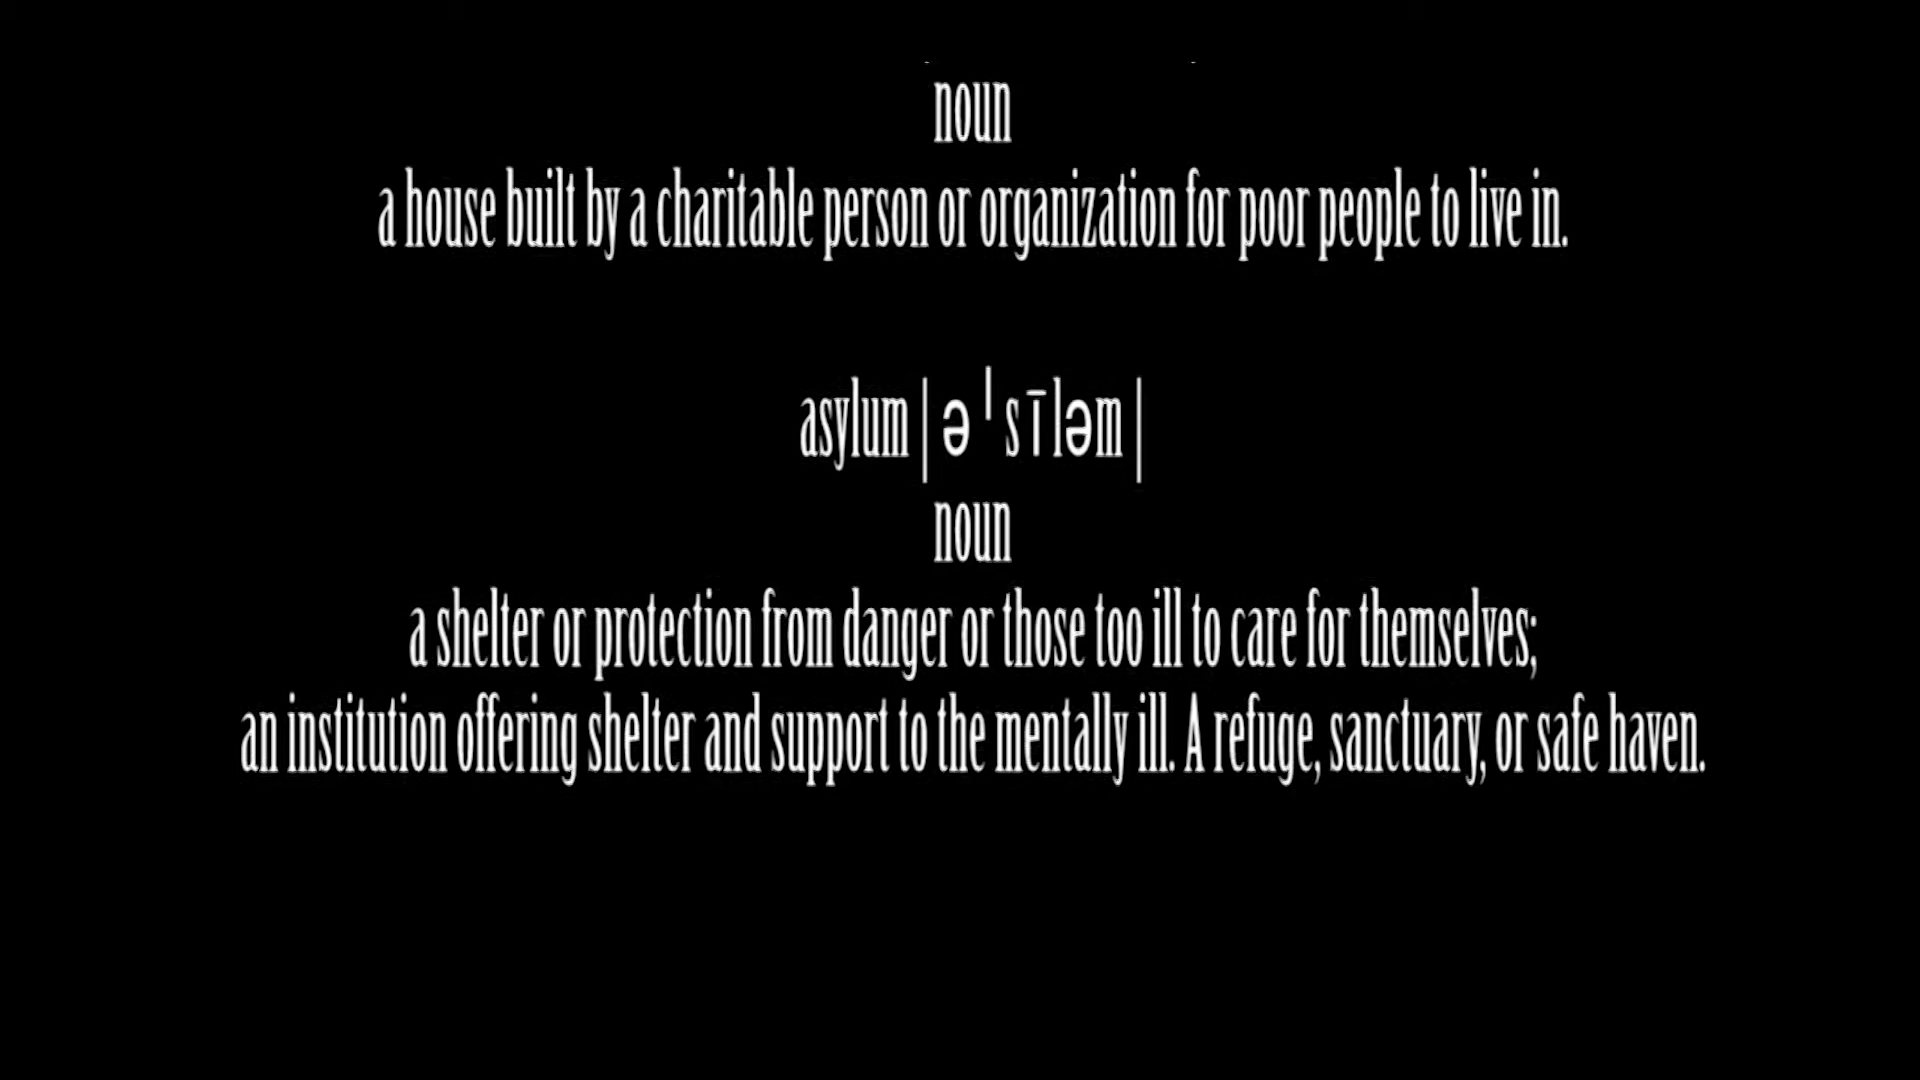 noun
a house built by a charitable person or organization for poor people to live in.
asylum | ə ˈ s ī ləm |
noun
a shelter or protection from danger or those too ill to care for themselves;
an institution offering shelter and support to the mentally ill. A refuge, sanctuary, or safe haven.